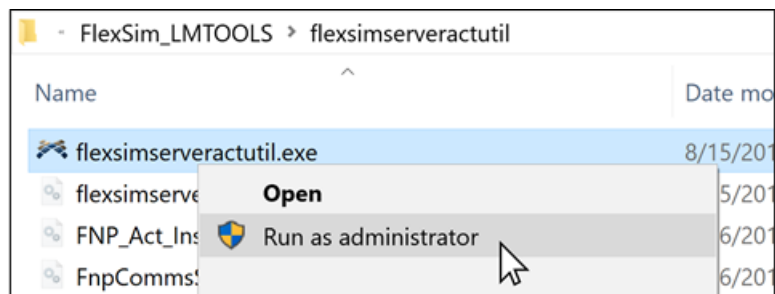 FlexSim_LMTOOLS > flexsimserveractutil
Name Date mo
flexsimserveractutil.exe 8/15/201
flexsimserve 5/201
Open
FNP_Act_Ins 6/201
Run as administrator
FnpComms 6/201